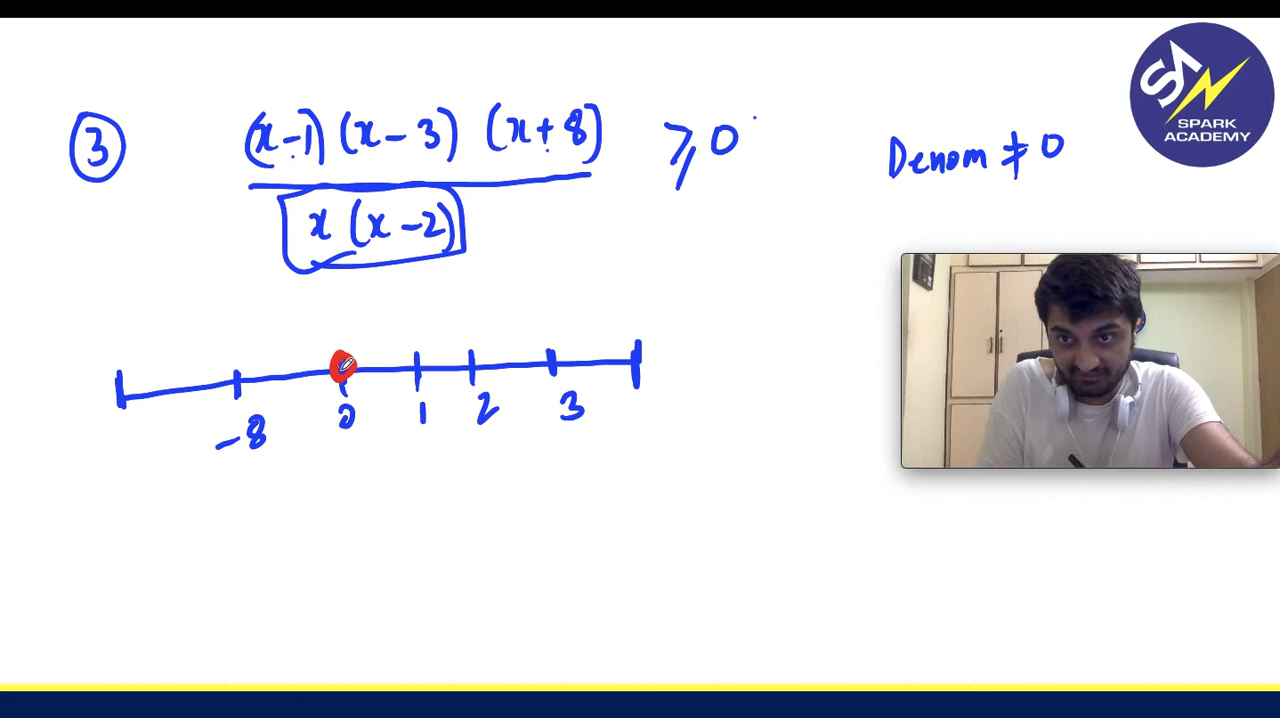 SPARK
ACADEMY
③ (x-1) (x-3) (x+8) ≥ 0
x (x-2)
Denom ≠ 0
-8 0 1 2 3